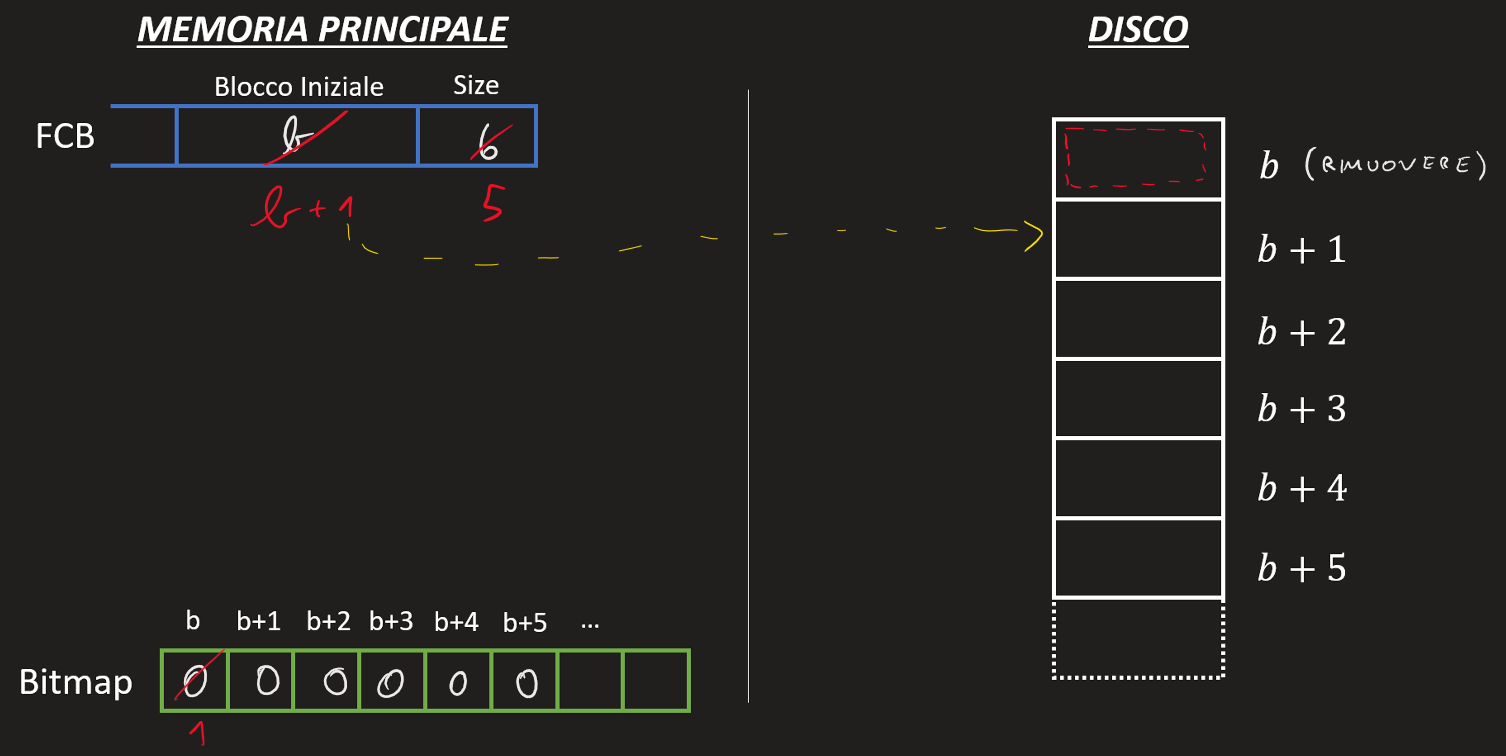 MEMORIA PRINCIPALE
DISCO
Blocco Iniziale Size
FCB b 6
b+1 5
b (RIMUOVERE)
b + 1
b + 2
b + 3
b + 4
b + 5
b b+1 b+2 b+3 b+4 b+5 ...
Bitmap 0 0 0 0 0 0
1